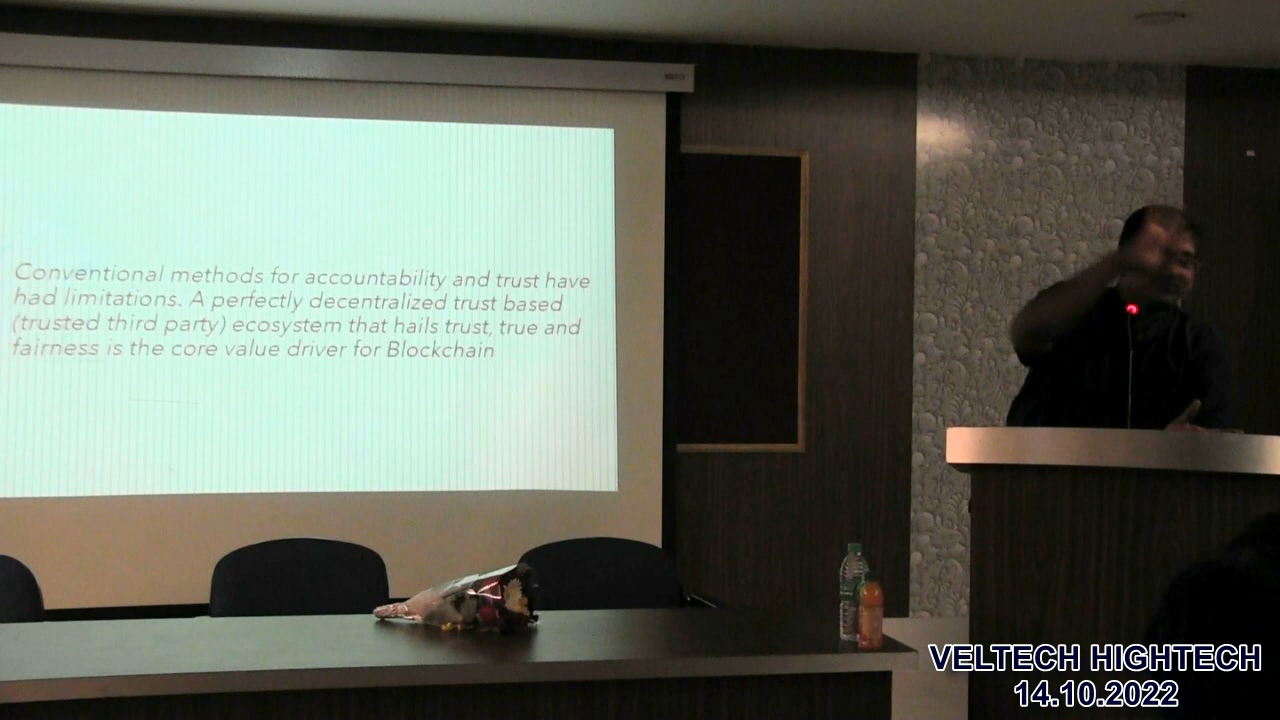 Conventional methods for accountability and trust have
had limitations. A perfectly decentralized trust based
(trusted third party) ecosystem that hails trust, true and
fairness is the core value driver for Blockchain
VELTECH HIGHTECH
14.10.2022